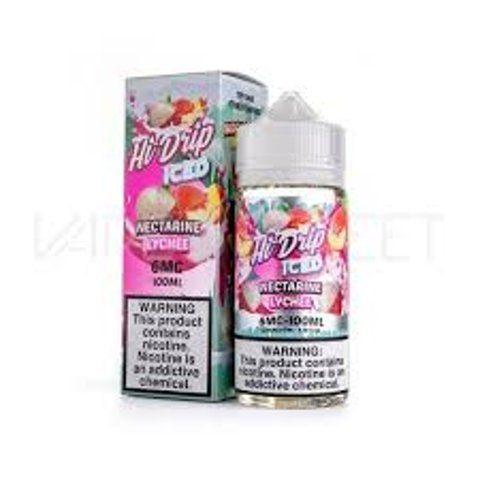 Hi-Drip
ICED
NECTARINE
LYCHEE
6MG
100ML
WARNING:
This product
contains
nicotine.
Nicotine is an
addictive
chemical.
Hi-Drip
ICED
NECTARINE
LYCHEE
6MG-100ML
WARNING:
This product contains
nicotine. Nicotine is an
addictive chemical.